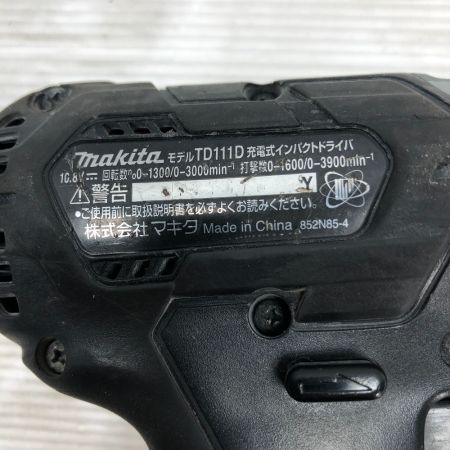 makita モデル TD111D 充電式インパクトドライバ
10.8V⎓ 回転数n0 0-1300/0-3000min⁻¹ 打撃数0-1600/0-3900min⁻¹
⚠警告 Y
●ご使用前に取扱説明書を必ずよくお読みください。
株式会社 マキタ Made in China 852N85-4